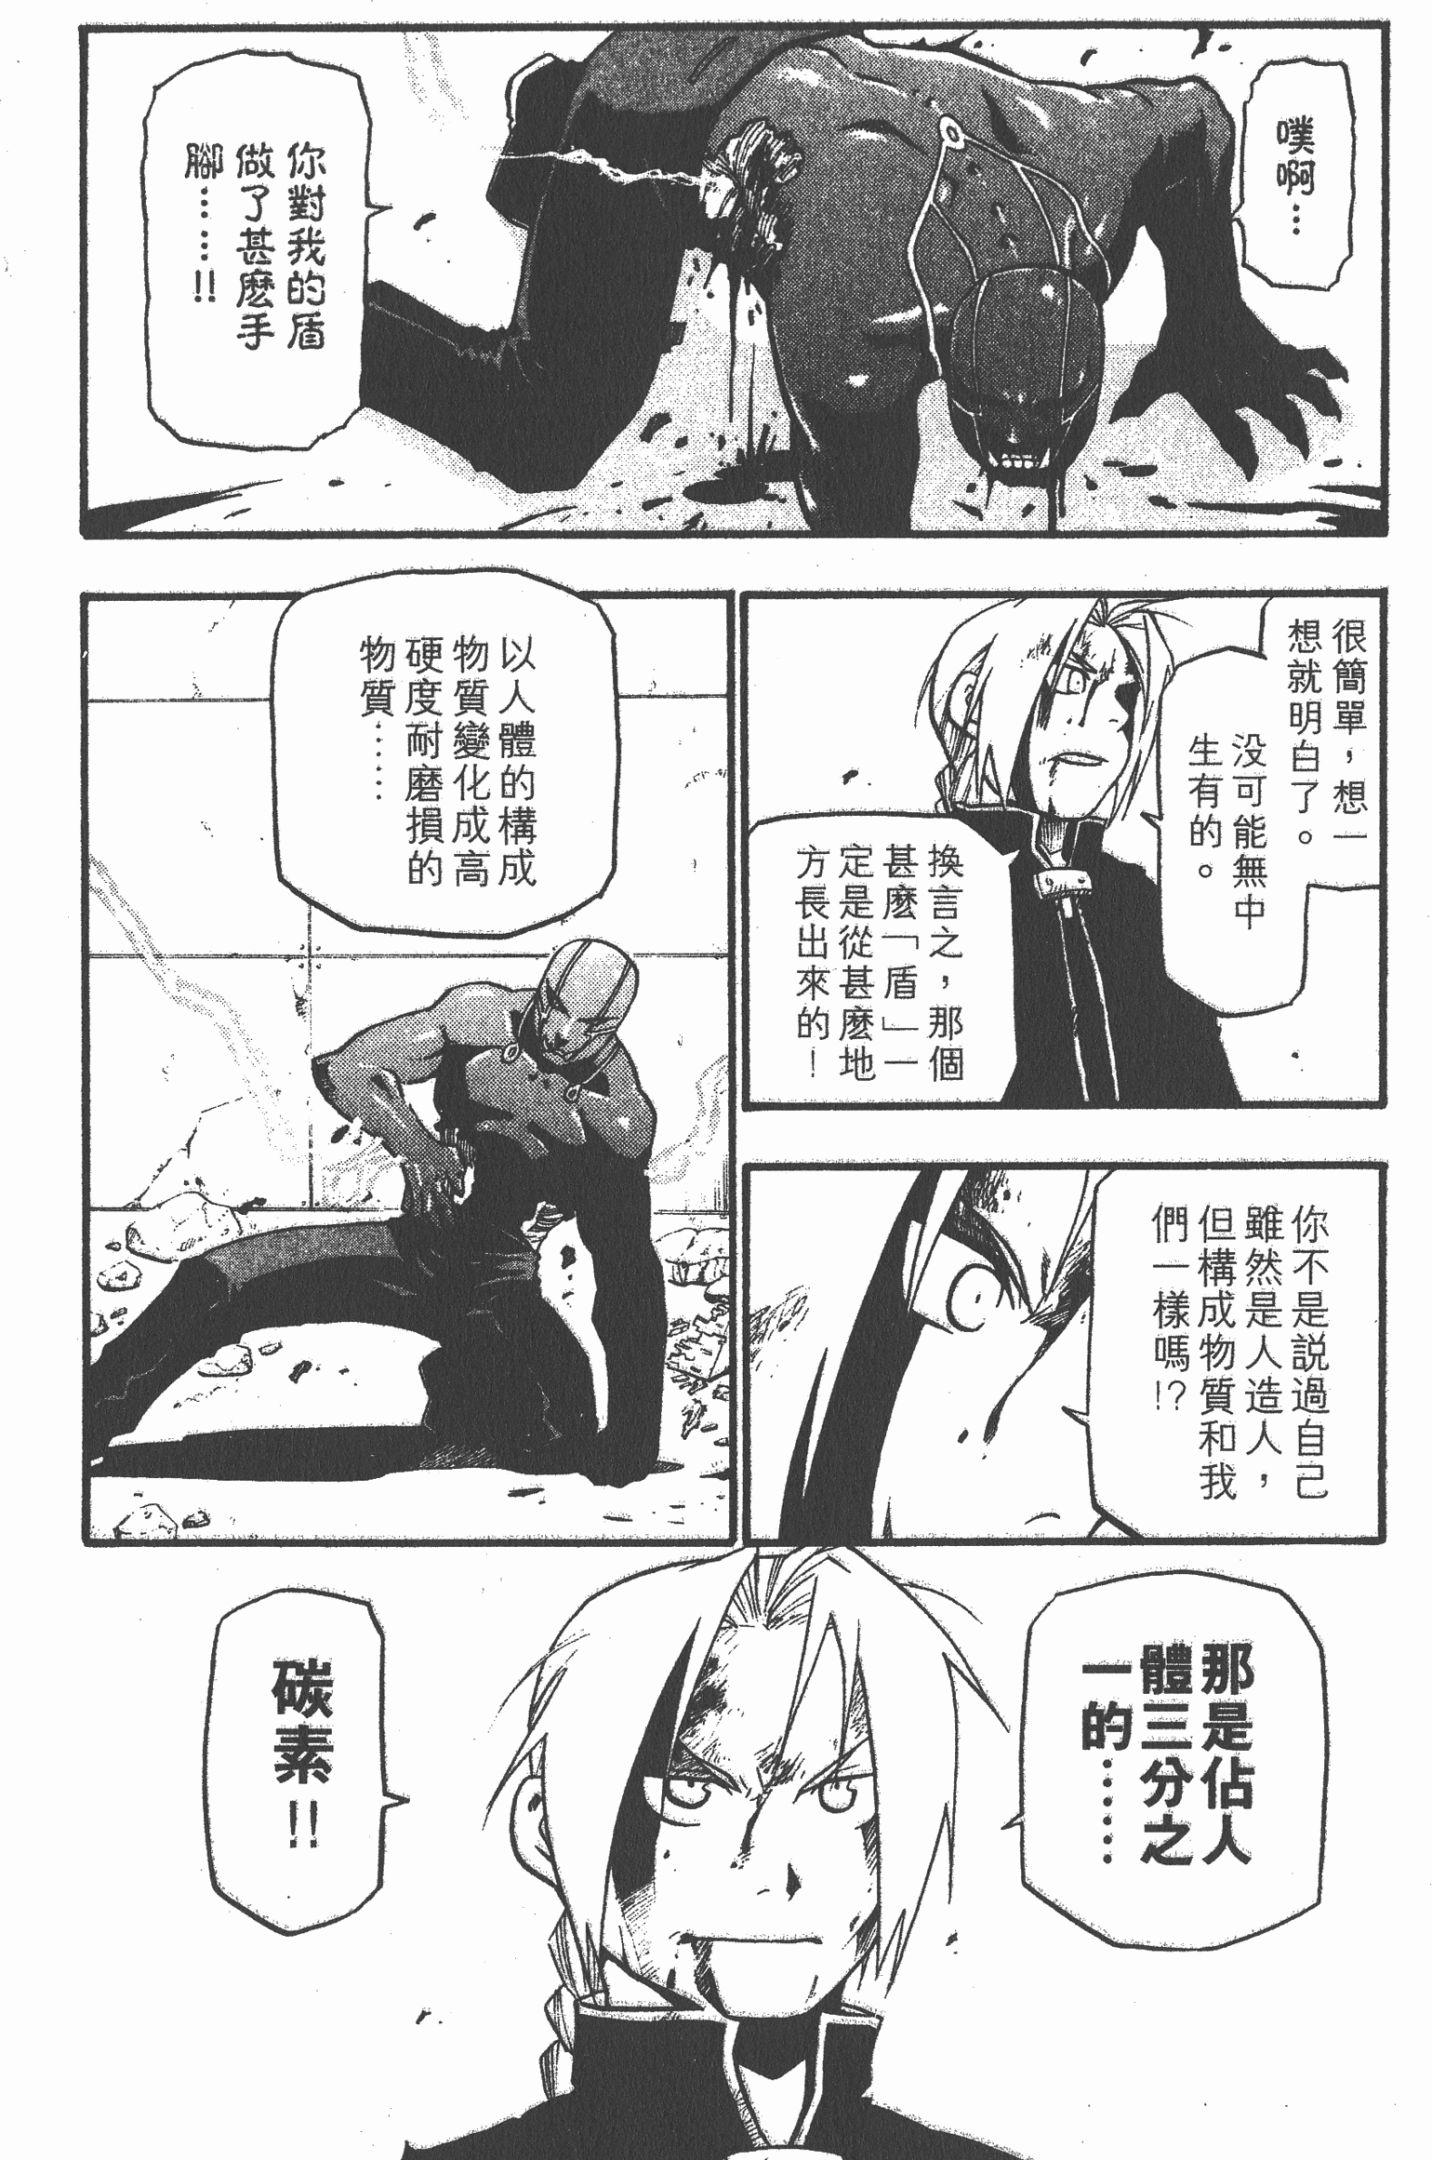 噗啊…
你對我的盾
做了甚麼手
腳……!!
很簡單，想一
想就明白了。
沒可能無中
生有的。
換言之，那個
甚麼「盾」一
定是從甚麼地
方長出來的！
你不是說過自己
雖然是人造人，
但構成物質和我
們一樣嗎!?
以人體的構成
物質變化成高
硬度耐磨損的
物質……
那是佔人
體三分之
一的……
碳素!!